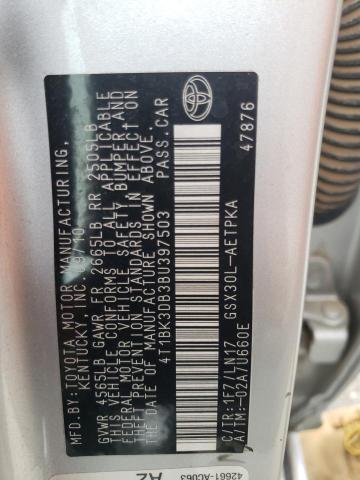 MFD.BY:TOYOTA MOTOR MANUFACTURING,
KENTUCKY, INC. 09/10
GVWR 4565LB GAWR FR 2665LB RR 2505LB
THIS VEHICLE CONFORMS TO ALL APPLICABLE
FEDERAL MOTOR VEHICLE SAFETY, BUMPER, AND
THEFT PREVENTION STANDARDS IN EFFECT ON
THE DATE OF MANUFACTURE SHOWN ABOVE.
4T1BK3DB3BU397503 PASS.CAR
GSX30L-AETPKA
C/TR:1F7/LM17
A/TM:-02A/U660E 47876
42661-AC063
AZ